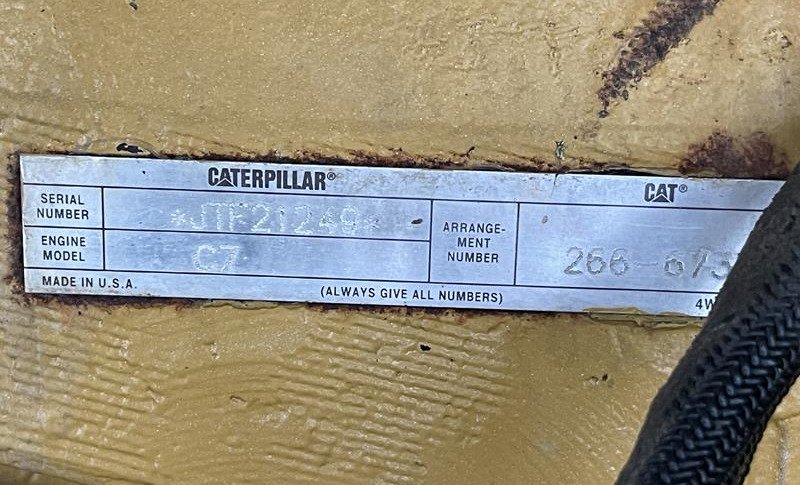 CATERPILLAR® CAT®
SERIAL NUMBER *JTF21249*
ENGINE MODEL C7
ARRANGE-
MENT
NUMBER
MADE IN U.S.A. (ALWAYS GIVE ALL NUMBERS)